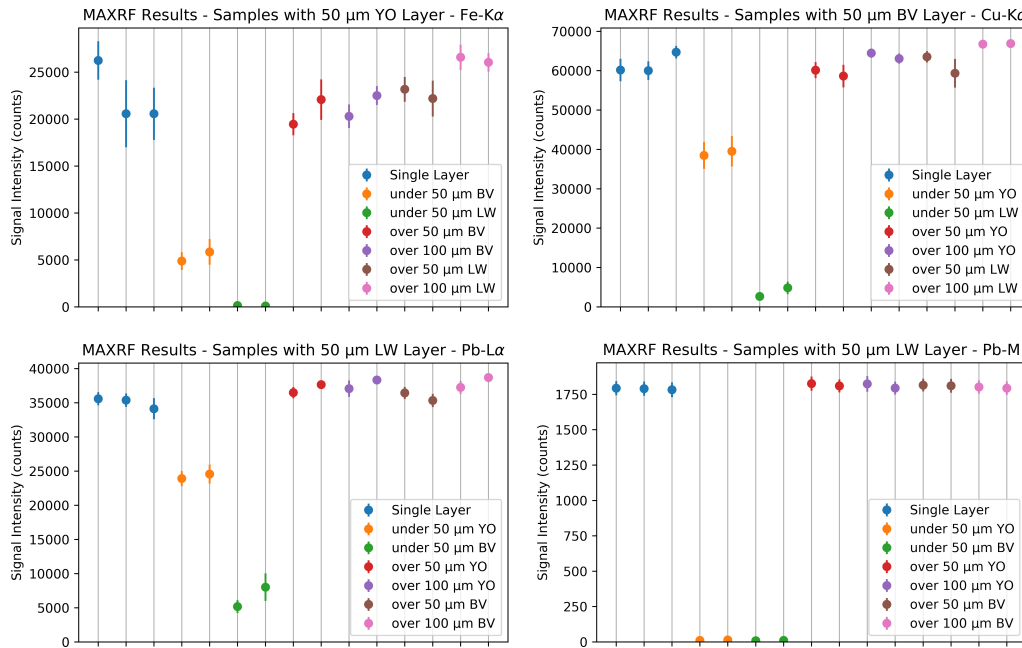 MAXRF Results - Samples with 50 μm YO Layer - Fe-Kα
Signal Intensity (counts)
25000
20000
15000
10000
5000
0
Single Layer
under 50 μm BV
under 50 μm LW
over 50 μm BV
over 100 μm BV
over 50 μm LW
over 100 μm LW
MAXRF Results - Samples with 50 μm BV Layer - Cu-Kα
Signal Intensity (counts)
70000
60000
50000
40000
30000
20000
10000
0
Single Layer
under 50 μm YO
under 50 μm LW
over 50 μm YO
over 100 μm YO
over 50 μm LW
over 100 μm LW
MAXRF Results - Samples with 50 μm LW Layer - Pb-Lα
Signal Intensity (counts)
40000
35000
30000
25000
20000
15000
10000
5000
0
Single Layer
under 50 μm YO
under 50 μm BV
over 50 μm YO
over 100 μm YO
over 50 μm BV
over 100 μm BV
MAXRF Results - Samples with 50 μm LW Layer - Pb-M
Signal Intensity (counts)
1750
1500
1250
1000
750
500
250
0
Single Layer
under 50 μm YO
under 50 μm BV
over 50 μm YO
over 100 μm YO
over 50 μm BV
over 100 μm BV